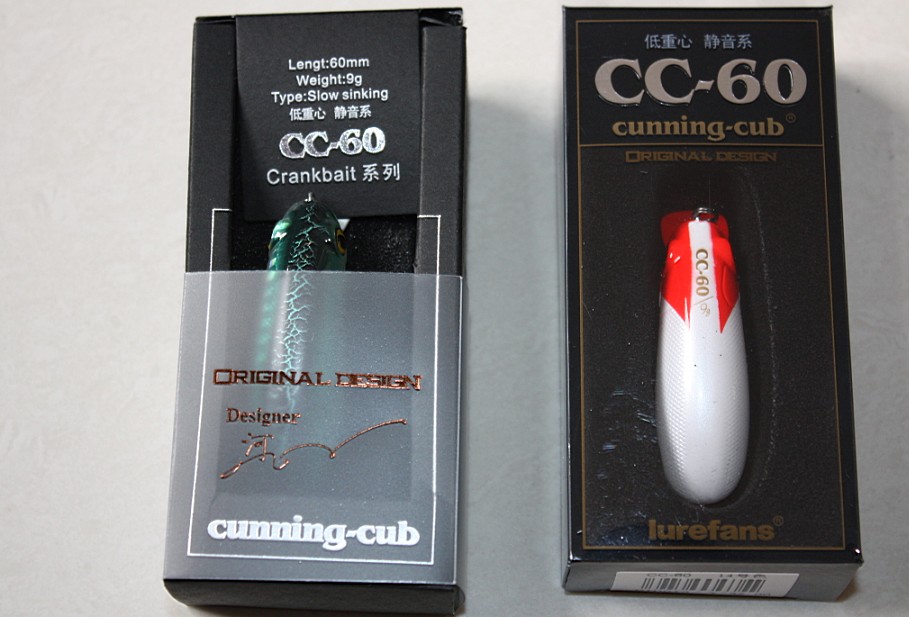 Lengt:60mm
Weight:9g
Type:Slow sinking
低重心 静音系
CC-60
Crankbait 系列
ORIGINAL DESIGN
Designer
cunning-cub
低重心 静音系
CC-60
cunning-cub®
ORIGINAL DESIGN
CC-60
lurefans®
CC-60